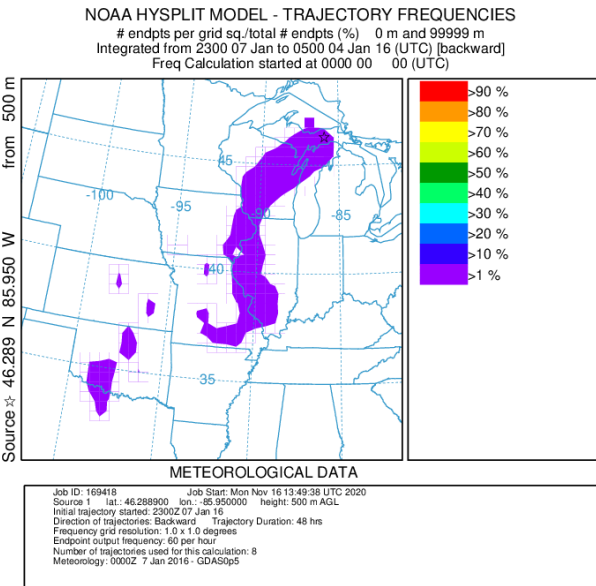 NOAA HYSPLIT MODEL - TRAJECTORY FREQUENCIES
# endpts per grid sq./total # endpts (%) 0 m and 99999 m
Integrated from 2300 07 Jan to 0500 04 Jan 16 (UTC) [backward]
Freq Calculation started at 0000 00 00 (UTC)
Source ☆ 46.289 N 85.950 W from 500 m
45
-100
-95
-90
-85
40
35
>90 %
>80 %
>70 %
>60 %
>50 %
>40 %
>30 %
>20 %
>10 %
>1 %
METEOROLOGICAL DATA
Job ID: 169418 Job Start: Mon Nov 16 13:49:38 UTC 2020
Source 1 lat.: 46.288900 lon.: -85.950000 height: 500 m AGL
Initial trajectory started: 2300Z 07 Jan 16
Direction of trajectories: Backward Trajectory Duration: 48 hrs
Frequency grid resolution: 1.0 x 1.0 degrees
Endpoint output frequency: 60 per hour
Number of trajectories used for this calculation: 8
Meteorology: 0000Z 7 Jan 2016 - GDAS0p5